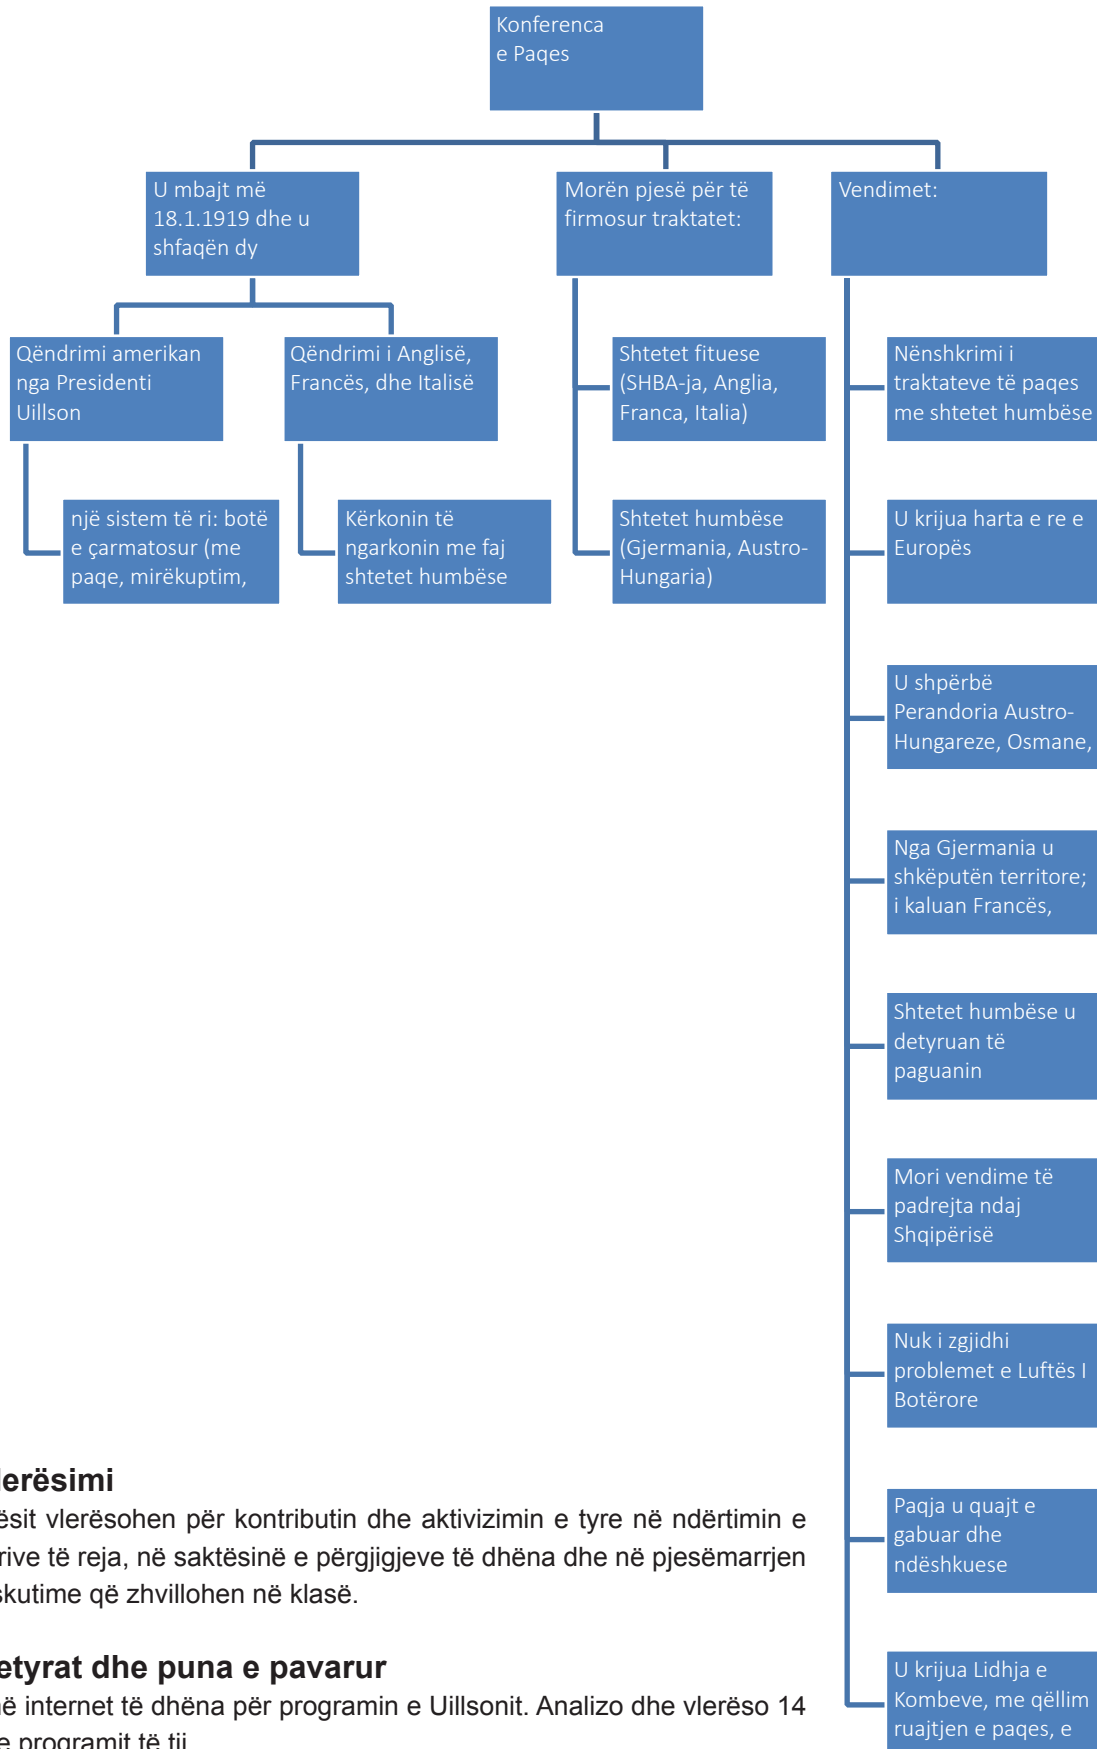 Konferenca
e Paqes
U mbajt më
18.1.1919 dhe u
shfaqën dy
Morën pjesë për të
firmosur traktatet:
Vendimet:
Qëndrimi amerikan
nga Presidenti
Uillson
Qëndrimi i Anglisë,
Francës, dhe Italisë
një sistem të ri: botë
e çarmatosur (me
paqe, mirëkuptim,
Kërkonin të
ngarkonin me faj
shtetet humbëse
Shtetet fituese
(SHBA-ja, Anglia,
Franca, Italia)
Shtetet humbëse
(Gjermania, Austro-
Hungaria)
Nënshkrimi i
traktateve të paqes
me shtetet humbëse
U krijua harta e re e
Europës
U shpërbë
Perandoria Austro-
Hungareze, Osmane,
Nga Gjermania u
shkëputën territore;
i kaluan Francës,
Shtetet humbëse u
detyruan të
paguanin
Mori vendime të
padrejta ndaj
Shqipërisë
Nuk i zgjidhi
problemet e Luftës I
Botërore
Paqja u quajt e
gabuar dhe
ndëshkuese
U krijua Lidhja e
Kombeve, me qëllim
ruajtjen e paqes, e
lerësimi
ësit vlerësohen për kontributin dhe aktivizimin e tyre në ndërtimin e
rive të reja, në saktësinë e përgjigjeve të dhëna dhe në pjesëmarrjen
skutime që zhvillohen në klasë.
etyrat dhe puna e pavarur
në internet të dhëna për programin e Uillsonit. Analizo dhe vlerëso 14
e programit të tij.